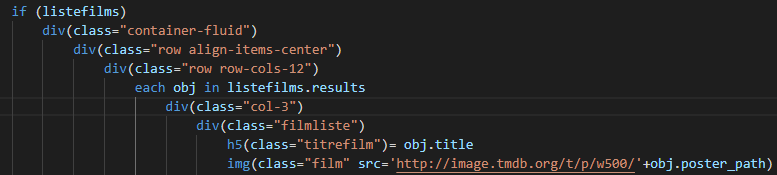 if (listefilms)
div(class="container-fluid")
div(class="row align-items-center")
div(class="row row-cols-12")
each obj in listefilms.results
div(class="col-3")
div(class="filmliste")
h5(class="titrefilm")= obj.title
img(class="film" src='http://image.tmdb.org/t/p/w500/'+obj.poster_path)